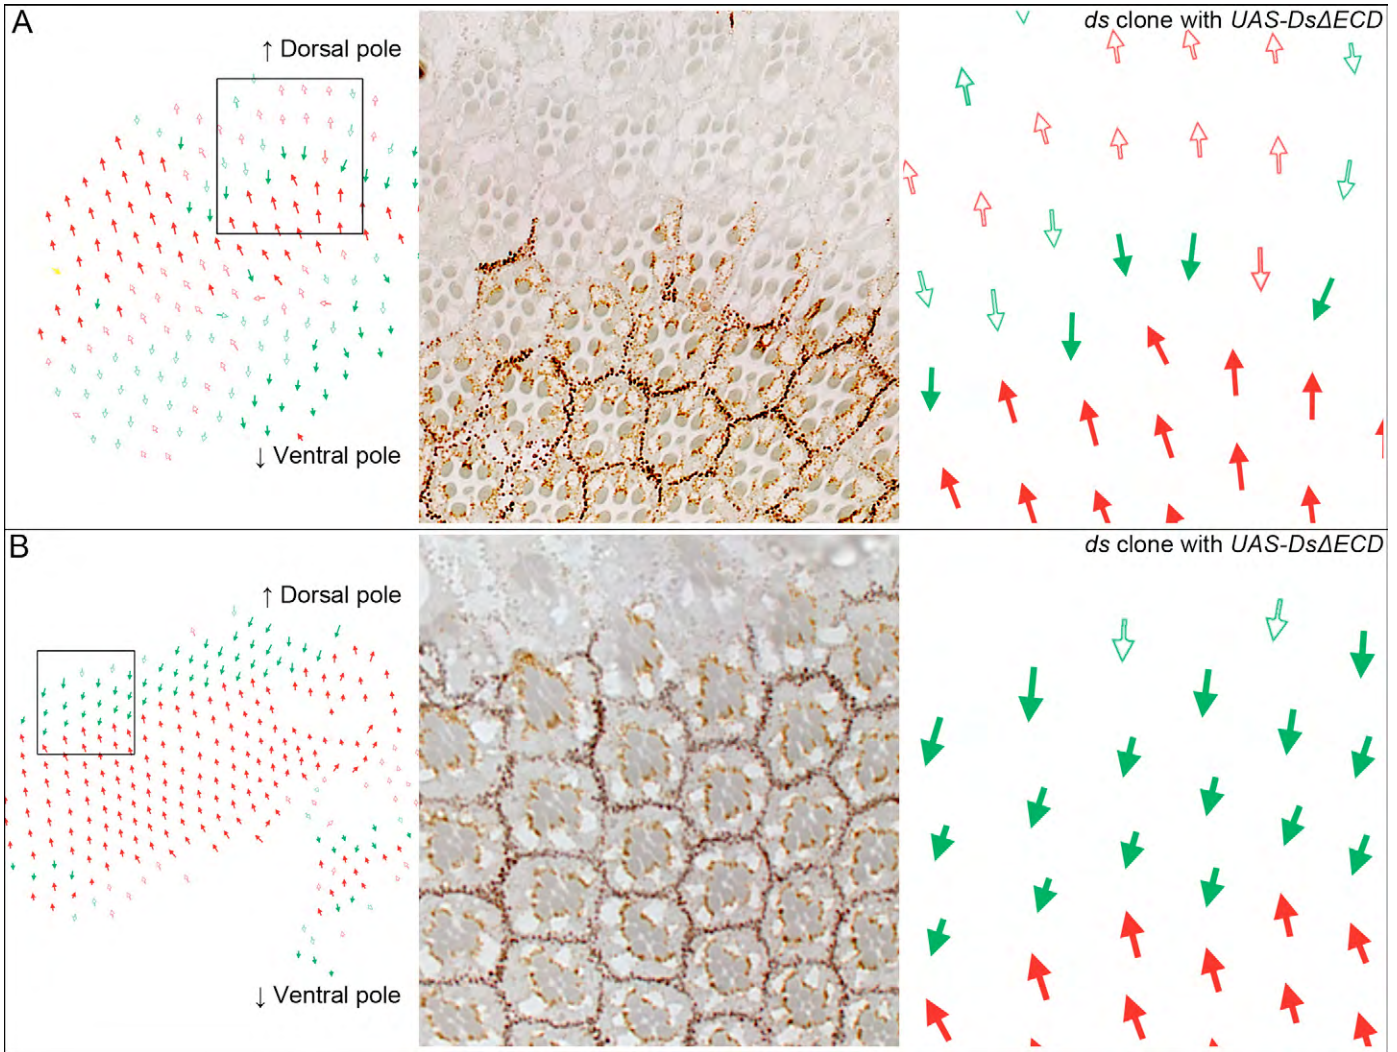 A
↑ Dorsal pole
↓ Ventral pole
ds clone with UAS-DsΔECD
B
↑ Dorsal pole
↓ Ventral pole
ds clone with UAS-DsΔECD